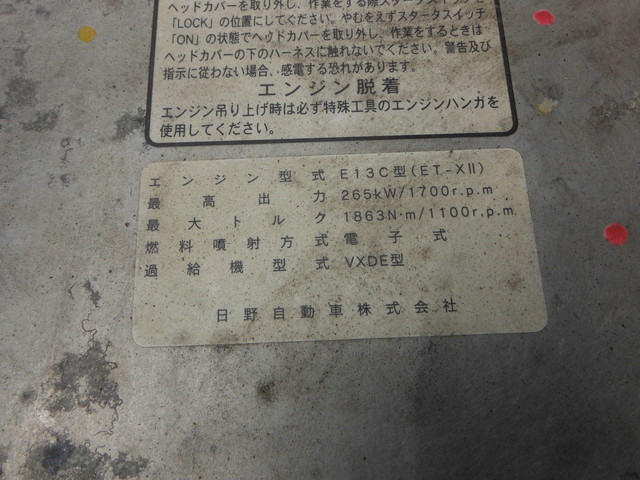 ヘッドカバーを取り外し、作業をする際スタータスイッチを
「LOCK」の位置にしてください。やむをえずスタータスイッチ
「ON」の状態でヘッドカバーを取り外し、作業をするときは
ヘッドカバーの下のハーネスに触れないでください。警告及び
指示に従わない場合、感電する恐れがあります。
エンジン脱着
エンジン吊り上げ時は必ず特殊工具のエンジンハンガを
使用してください。
エンジン型式 E13C型(ET-XII)
最高出力 265kW/1700r.p.m
最大トルク 1863N·m/1100r.p.m.
燃料噴射方式 電子式
過給機型式 VXDE型
日野自動車株式会社